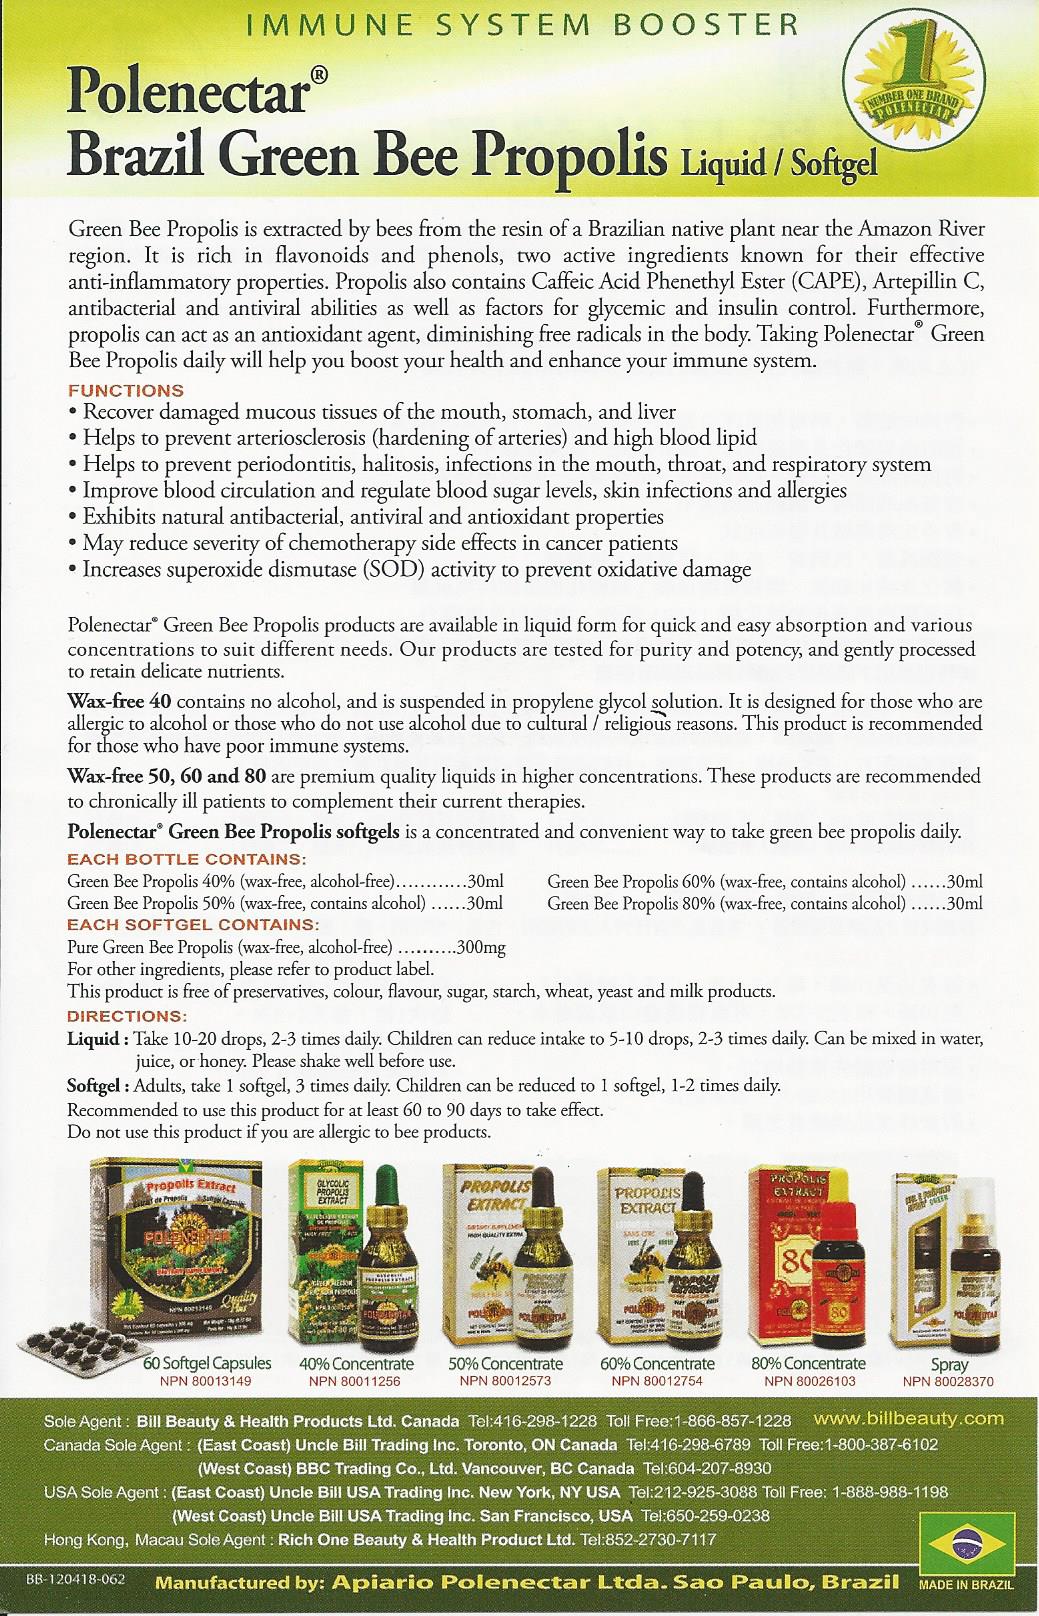 IMMUNE SYSTEM BOOSTER
Polenectar®
Brazil Green Bee Propolis Liquid / Softgel
1
NUMBER ONE BRAND
POLENECTAR
Green Bee Propolis is extracted by bees from the resin of a Brazilian native plant near the Amazon River
region. It is rich in flavonoids and phenols, two active ingredients known for their effective
anti-inflammatory properties. Propolis also contains Caffeic Acid Phenethyl Ester (CAPE), Artepillin C,
antibacterial and antiviral abilities as well as factors for glycemic and insulin control. Furthermore,
propolis can act as an antioxidant agent, diminishing free radicals in the body. Taking Polenectar® Green
Bee Propolis daily will help you boost your health and enhance your immune system.
FUNCTIONS
• Recover damaged mucous tissues of the mouth, stomach, and liver
• Helps to prevent arteriosclerosis (hardening of arteries) and high blood lipid
• Helps to prevent periodontitis, halitosis, infections in the mouth, throat, and respiratory system
• Improve blood circulation and regulate blood sugar levels, skin infections and allergies
• Exhibits natural antibacterial, antiviral and antioxidant properties
• May reduce severity of chemotherapy side effects in cancer patients
• Increases superoxide dismutase (SOD) activity to prevent oxidative damage
Polenectar® Green Bee Propolis products are available in liquid form for quick and easy absorption and various
concentrations to suit different needs. Our products are tested for purity and potency, and gently processed
to retain delicate nutrients.
Wax-free 40 contains no alcohol, and is suspended in propylene glycol solution. It is designed for those who are
allergic to alcohol or those who do not use alcohol due to cultural / religious reasons. This product is recommended
for those who have poor immune systems.
Wax-free 50, 60 and 80 are premium quality liquids in higher concentrations. These products are recommended
to chronically ill patients to complement their current therapies.
Polenectar® Green Bee Propolis softgels is a concentrated and convenient way to take green bee propolis daily.
EACH BOTTLE CONTAINS:
Green Bee Propolis 40% (wax-free, alcohol-free)............30ml
Green Bee Propolis 60% (wax-free, contains alcohol) ......30ml
Green Bee Propolis 50% (wax-free, contains alcohol) ......30ml
Green Bee Propolis 80% (wax-free, contains alcohol) ......30ml
EACH SOFTGEL CONTAINS:
Pure Green Bee Propolis (wax-free, alcohol-free) ..........300mg
For other ingredients, please refer to product label.
This product is free of preservatives, colour, flavour, sugar, starch, wheat, yeast and milk products.
DIRECTIONS:
Liquid : Take 10-20 drops, 2-3 times daily. Children can reduce intake to 5-10 drops, 2-3 times daily. Can be mixed in water,
juice, or honey. Please shake well before use.
Softgel : Adults, take 1 softgel, 3 times daily. Children can be reduced to 1 softgel, 1-2 times daily.
Recommended to use this product for at least 60 to 90 days to take effect.
Do not use this product if you are allergic to bee products.
Propolis Extract
POLENECTAR
Quality
Plus
NPN 80013149
GLYCOLIC
PROPOLIS
EXTRACT
PROPOLIS
EXTRACT
HIGH QUALITY EXTRA
PROPOLIS
EXTRACT
PROPOLIS
EXTRACT
80
80
60 Softgel Capsules
NPN 80013149
40% Concentrate
NPN 80011256
50% Concentrate
NPN 80012573
60% Concentrate
NPN 80012754
80% Concentrate
NPN 80026103
Spray
NPN 80028370
Sole Agent : Bill Beauty & Health Products Ltd. Canada Tel:416-298-1228 Toll Free:1-866-857-1228 www.billbeauty.com
Canada Sole Agent : (East Coast) Uncle Bill Trading Inc. Toronto, ON Canada Tel:416-298-6789 Toll Free:1-800-387-6102
(West Coast) BBC Trading Co., Ltd. Vancouver, BC Canada Tel:604-207-8930
USA Sole Agent : (East Coast) Uncle Bill USA Trading Inc. New York, NY USA Tel:212-925-3088 Toll Free: 1-888-988-1198
(West Coast) Uncle Bill USA Trading Inc. San Francisco, USA Tel:650-259-0238
Hong Kong, Macau Sole Agent : Rich One Beauty & Health Product Ltd. Tel:852-2730-7117
BB-120418-062
Manufactured by: Apiario Polenectar Ltda. Sao Paulo, Brazil
MADE IN BRAZIL